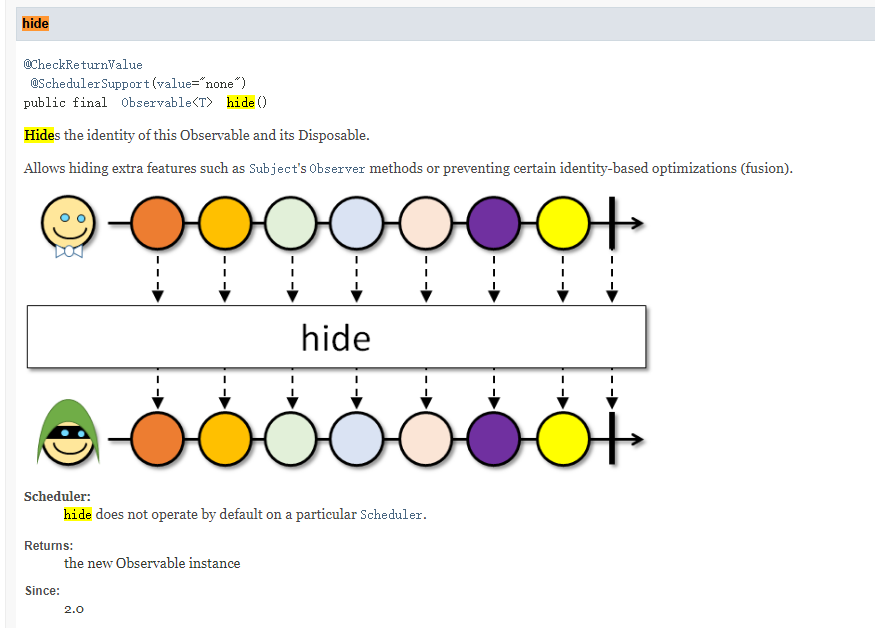 hide
@CheckReturnValue
@SchedulerSupport(value="none")
public final Observable<T> hide()
Hides the identity of this Observable and its Disposable.
Allows hiding extra features such as Subject's Observer methods or preventing certain identity-based optimizations (fusion).
hide
Scheduler:
hide does not operate by default on a particular Scheduler.
Returns:
the new Observable instance
Since:
2.0